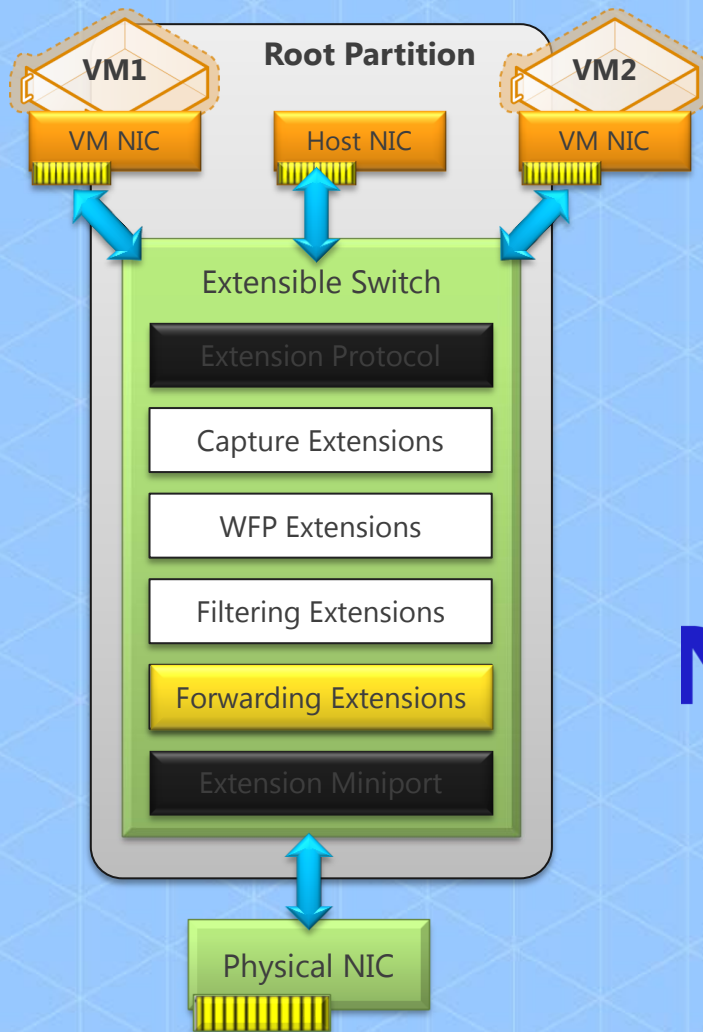 VM1
Root Partition
VM2
VM NIC
Host NIC
VM NIC
Extensible Switch
Extension Protocol
Capture Extensions
WFP Extensions
Filtering Extensions
Forwarding Extensions
Extension Miniport
Physical NIC